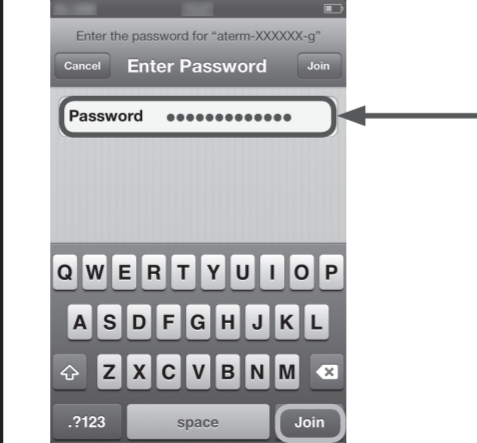 Enter the password for “aterm-XXXXXX-g”
Cancel Enter Password Join
Password ●●●●●●●●●●●●●
Q W E R T Y U I O P
A S D F G H J K L
Z X C V B N M
.?123 space Join